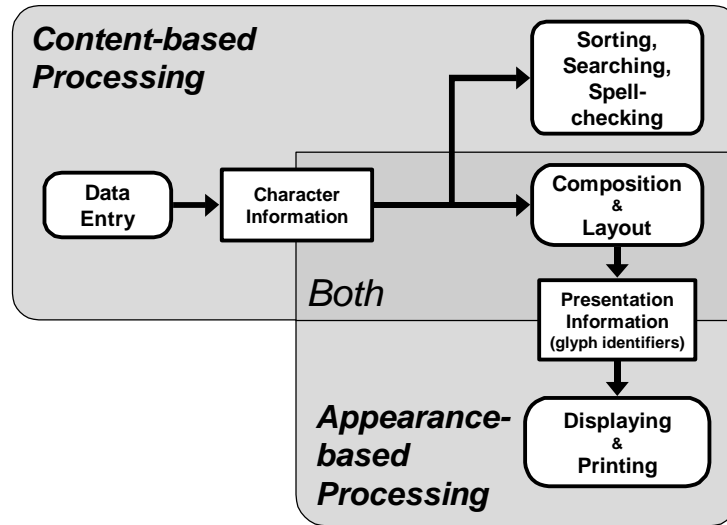 Content-based
Processing
Sorting,
Searching,
Spell-
checking
Data
Entry
Character
Information
Composition
&
Layout
Both
Presentation
Information
(glyph identifiers)
Appearance-
based
Processing
Displaying
&
Printing